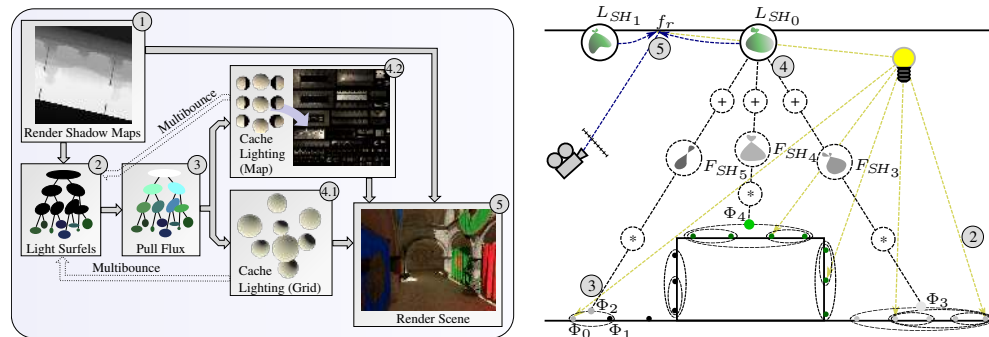 1
Render Shadow Maps
2
Light Surfels
3
Pull Flux
Multibounce
4.2
Cache
Lighting
(Map)
4.1
Cache
Lighting (Grid)
Multibounce
5
Render Scene
L_{SH_1}
f_r
L_{SH_0}
5
4
+
+
+
F_{SH_5}
F_{SH_4}
F_{SH_3}
*
*
*
Φ_4
2
3
Φ_2
Φ_3
Φ_0
Φ_1